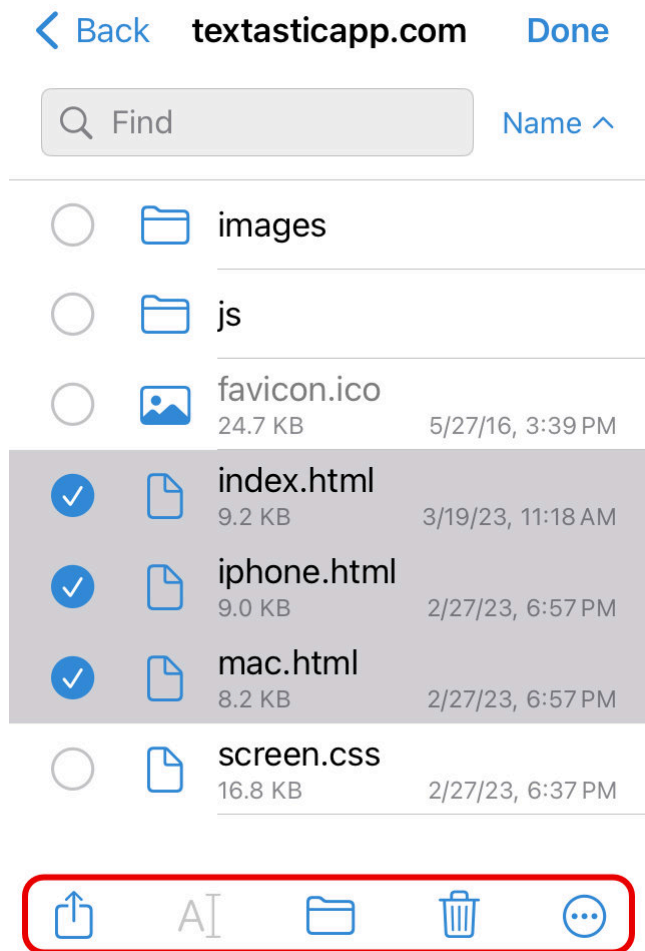 Back textasticapp.com Done
Find Name
images
js
favicon.ico
24.7 KB 5/27/16, 3:39 PM
index.html
9.2 KB 3/19/23, 11:18 AM
iphone.html
9.0 KB 2/27/23, 6:57 PM
mac.html
8.2 KB 2/27/23, 6:57 PM
screen.css
16.8 KB 2/27/23, 6:37 PM
A